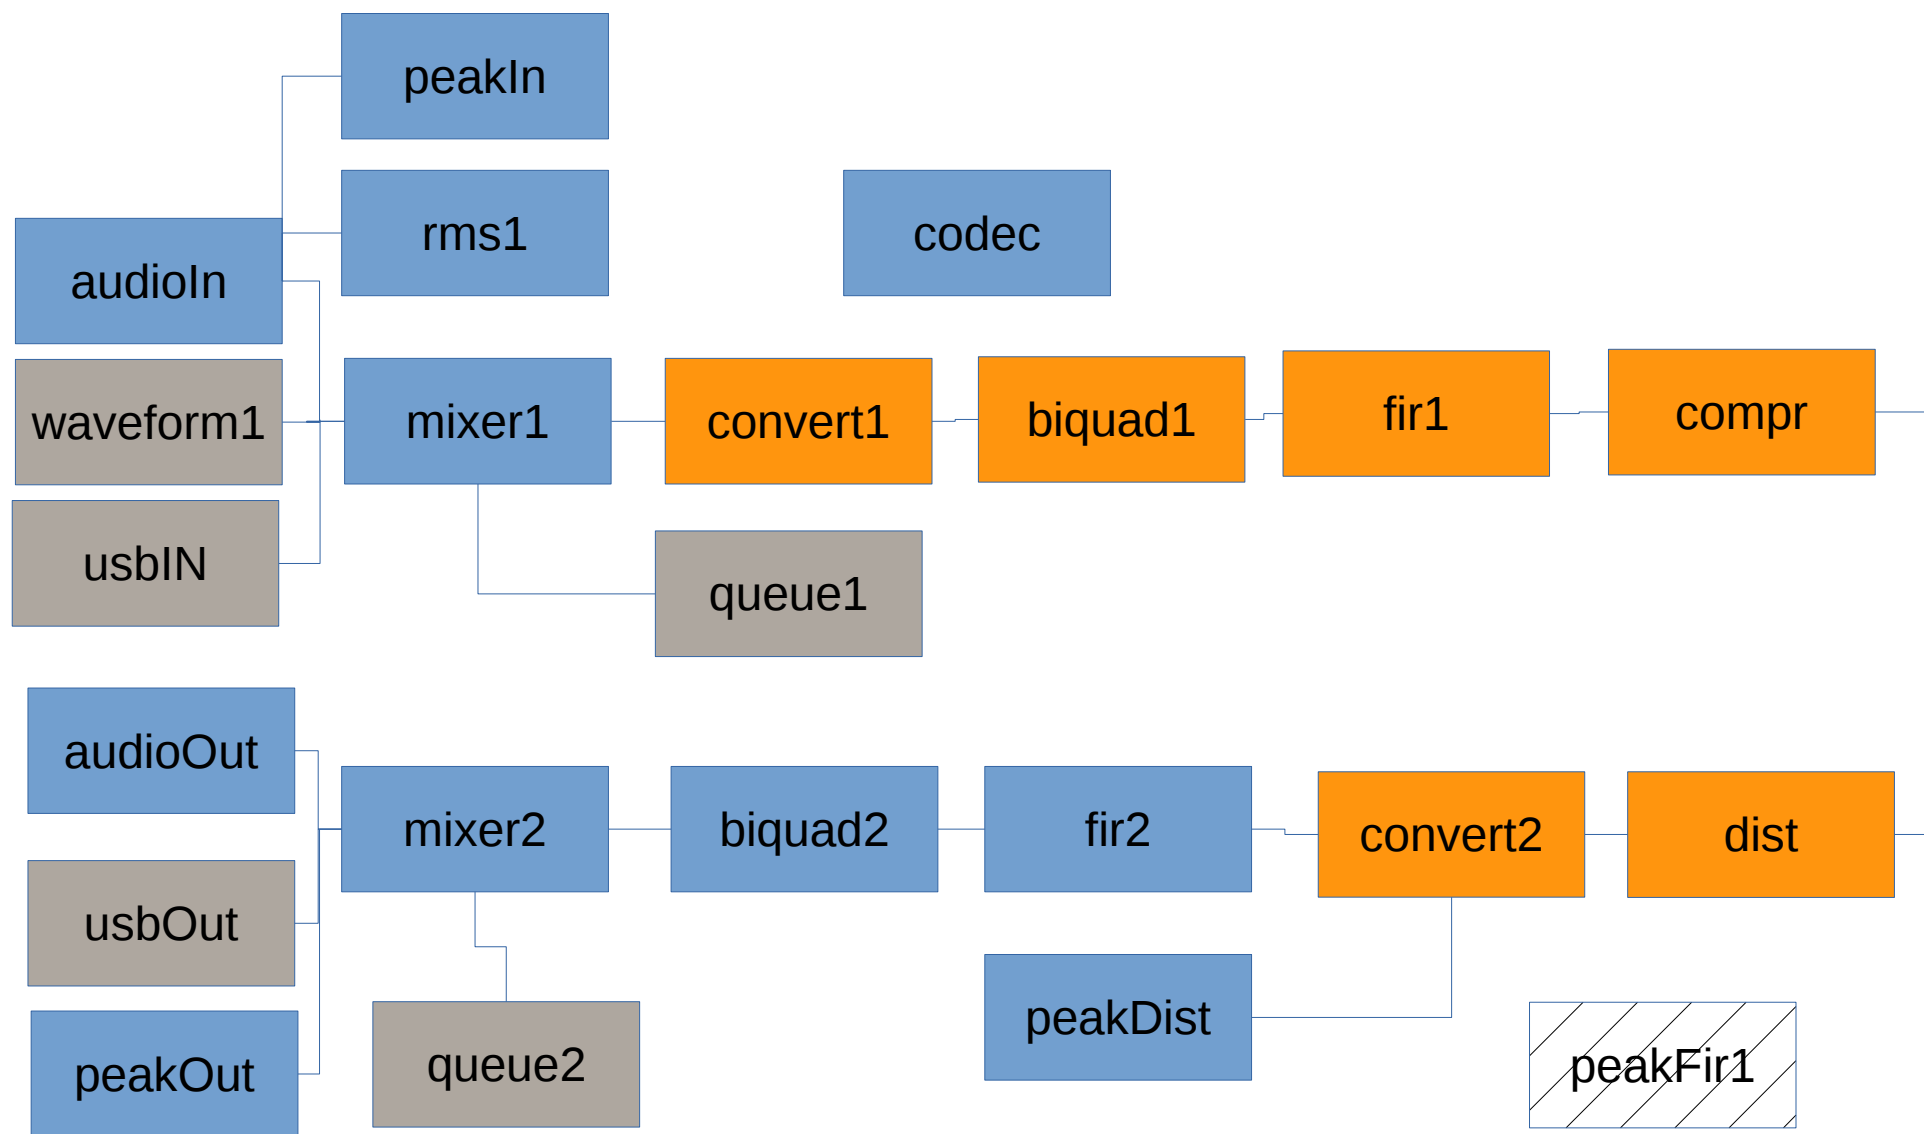 peakIn
rms1
codec
audioIn
waveform1
mixer1
convert1
biquad1
fir1
compr
usbIN
queue1
audioOut
mixer2
biquad2
fir2
convert2
dist
usbOut
peakDist
peakOut
queue2
peakFir1